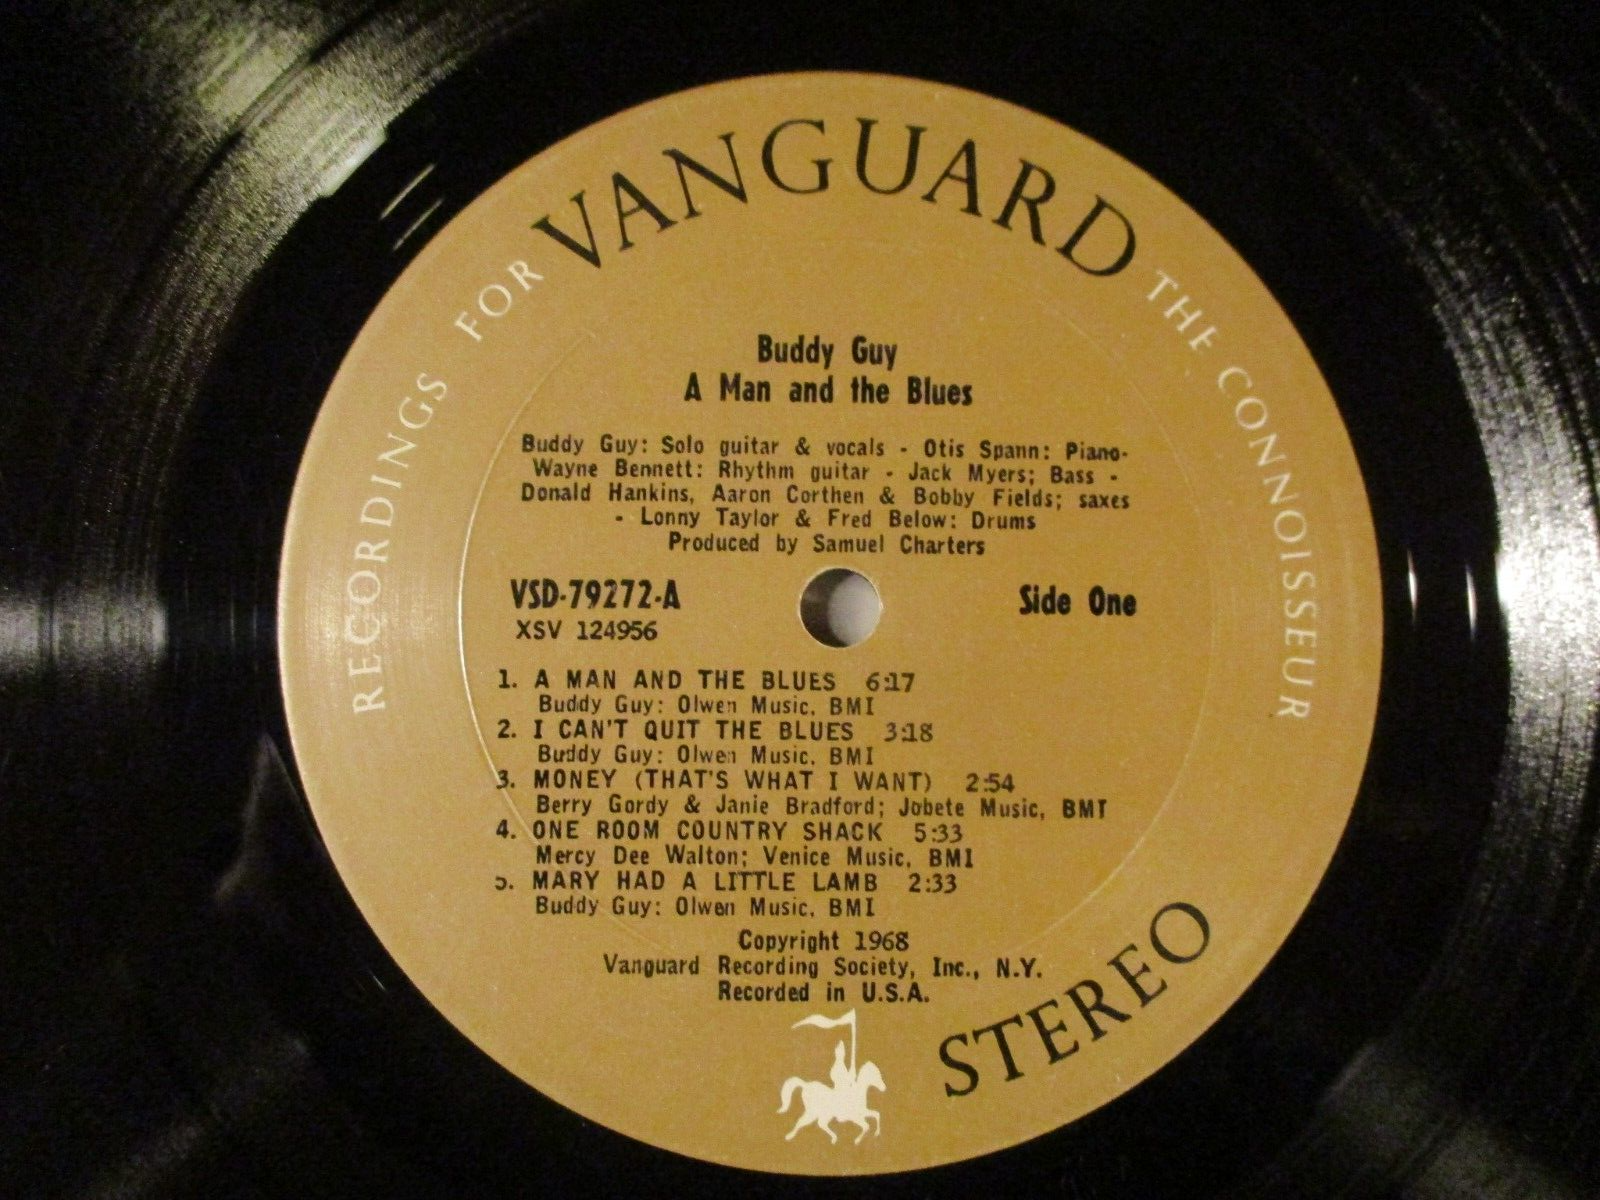 RECORDINGS FOR VANGUARD THE CONNOISSEUR
Buddy Guy
A Man and the Blues
Buddy Guy: Solo guitar & vocals - Otis Spann: Piano-
Wayne Bennett: Rhythm guitar - Jack Myers; Bass -
Donald Hankins, Aaron Corthen & Bobby Fields; saxes
- Lonny Taylor & Fred Below: Drums
Produced by Samuel Charters
VSD-79272-A Side One
XSV 124956
1. A MAN AND THE BLUES 6:17
Buddy Guy: Olwen Music, BMI
2. I CAN'T QUIT THE BLUES 3:18
Buddy Guy: Olwen Music, BMI
3. MONEY (THAT'S WHAT I WANT) 2:54
Berry Gordy & Janie Bradford; Jobete Music, BMI
4. ONE ROOM COUNTRY SHACK 5:33
Mercy Dee Walton; Venice Music, BMI
5. MARY HAD A LITTLE LAMB 2:33
Buddy Guy: Olwen Music, BMI
Copyright 1968
Vanguard Recording Society, Inc., N.Y.
Recorded in U.S.A.
STEREO